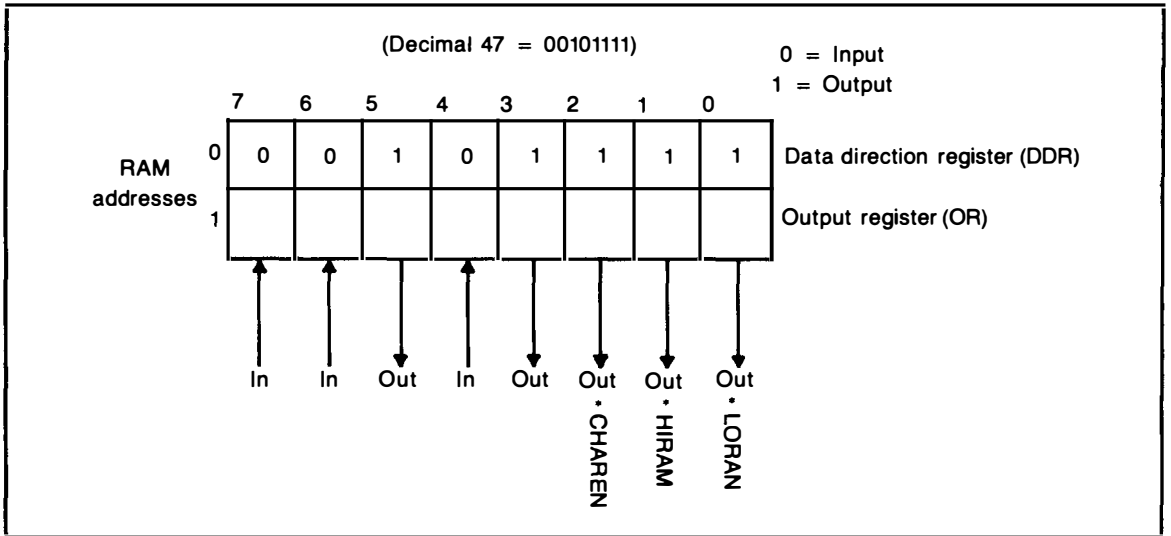 (Decimal 47 = 00101111)
0 = Input
1 = Output
7 6 5 4 3 2 1 0
RAM addresses
0 0 0 1 0 1 1 1 1 Data direction register (DDR)
1 Output register (OR)
In In Out In Out Out Out Out
* CHAREN
* HIRAM
* LORAN